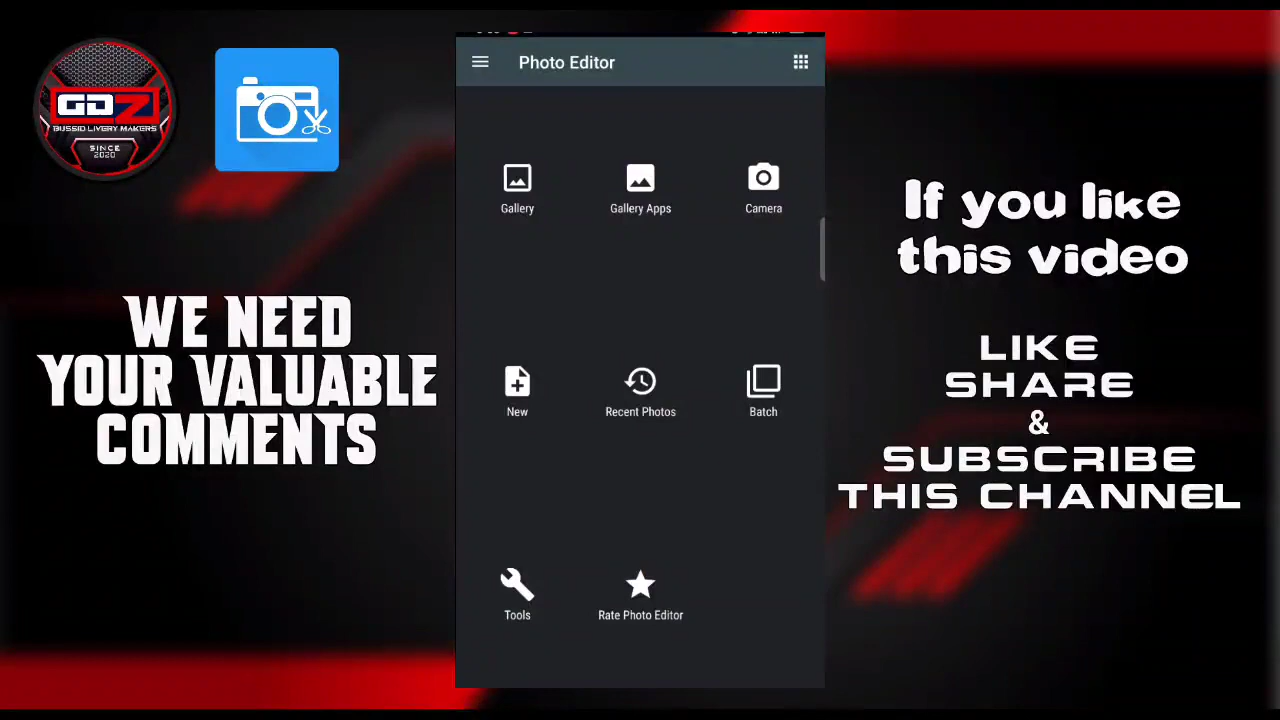 GDZ
BUSSID LIVERY MAKERS
SINCE
2020
WE NEED
YOUR VALUABLE
COMMENTS
Photo Editor
Gallery
Gallery Apps
Camera
New
Recent Photos
Batch
Tools
Rate Photo Editor
If you like
this video
LIKE
SHARE
&
SUBSCRIBE
THIS CHANNEL